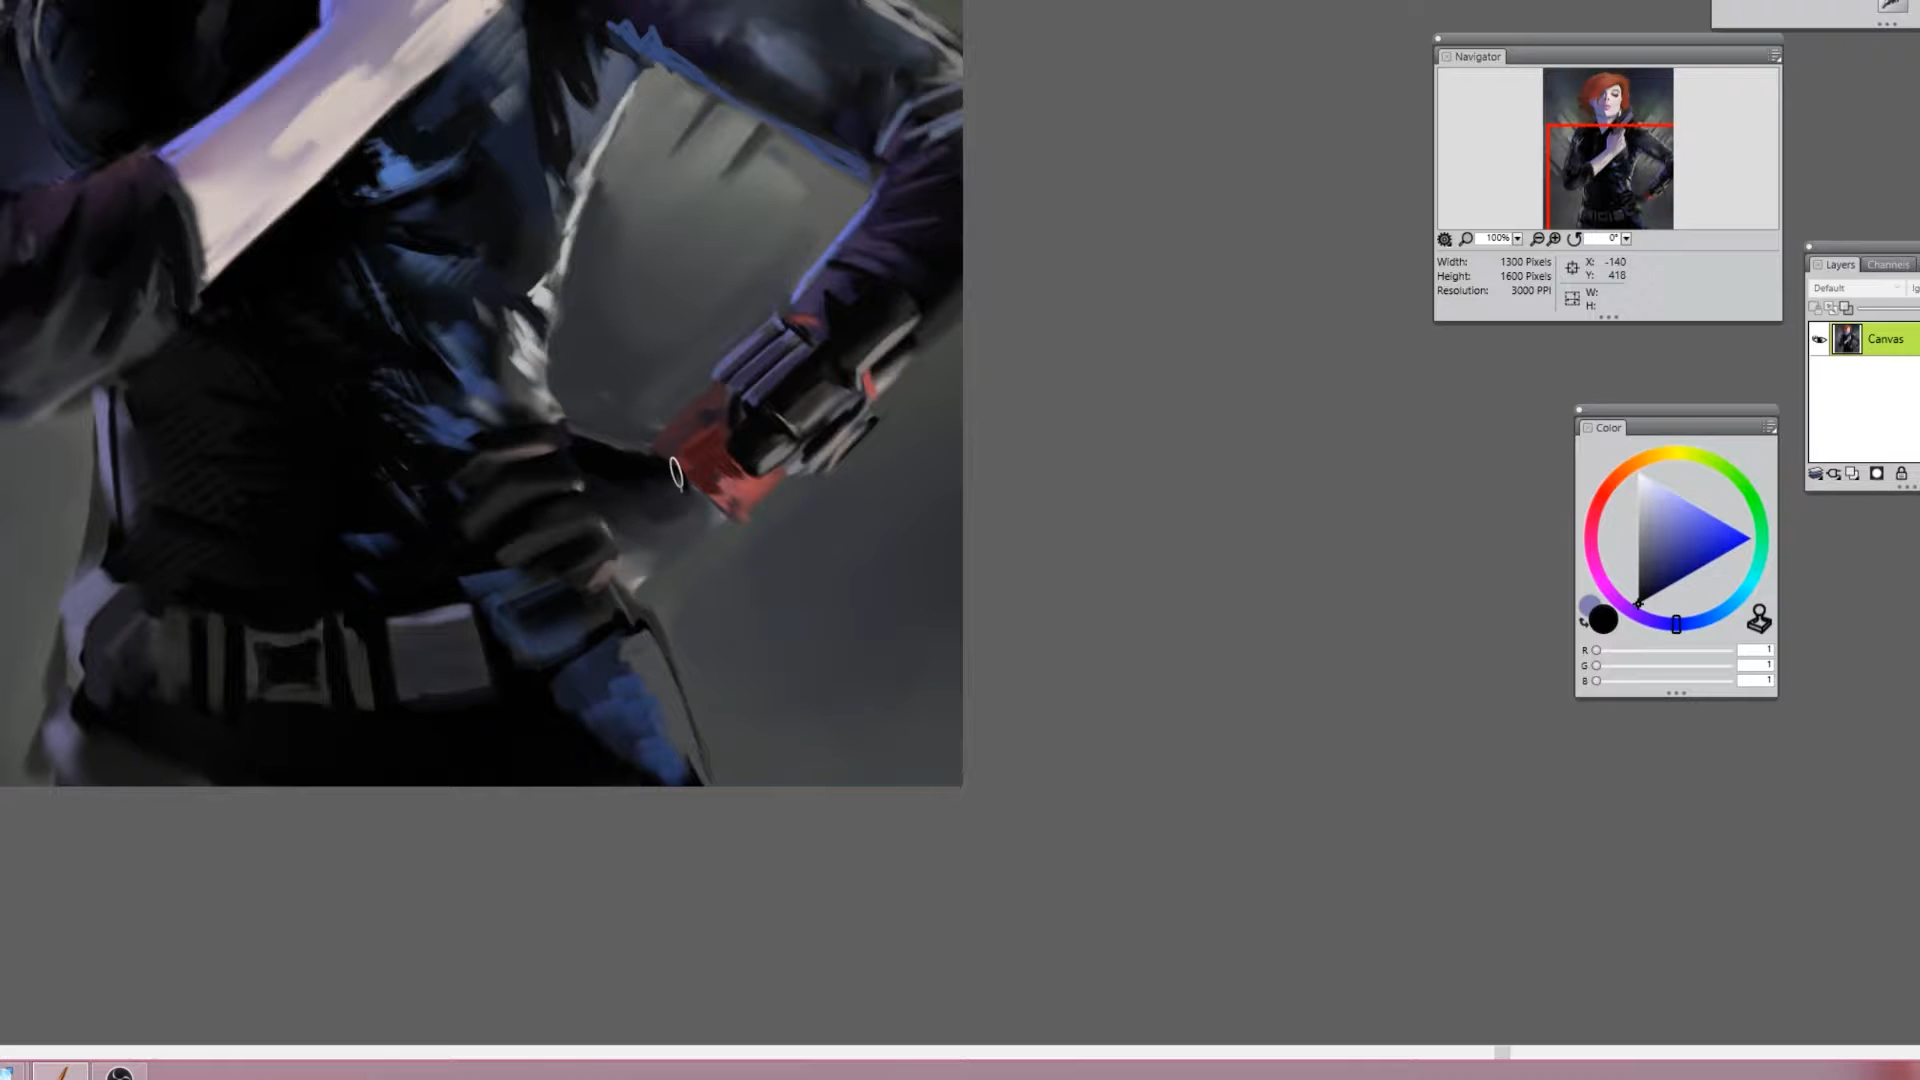 Navigator
100%
0°
Width: 1300 Pixels
Height: 1600 Pixels
Resolution: 3000 PPI
X: -140
Y: 418
W:
H:
Layers Channels
Default
Ig
Canvas
Color
R 1
G 1
B 1